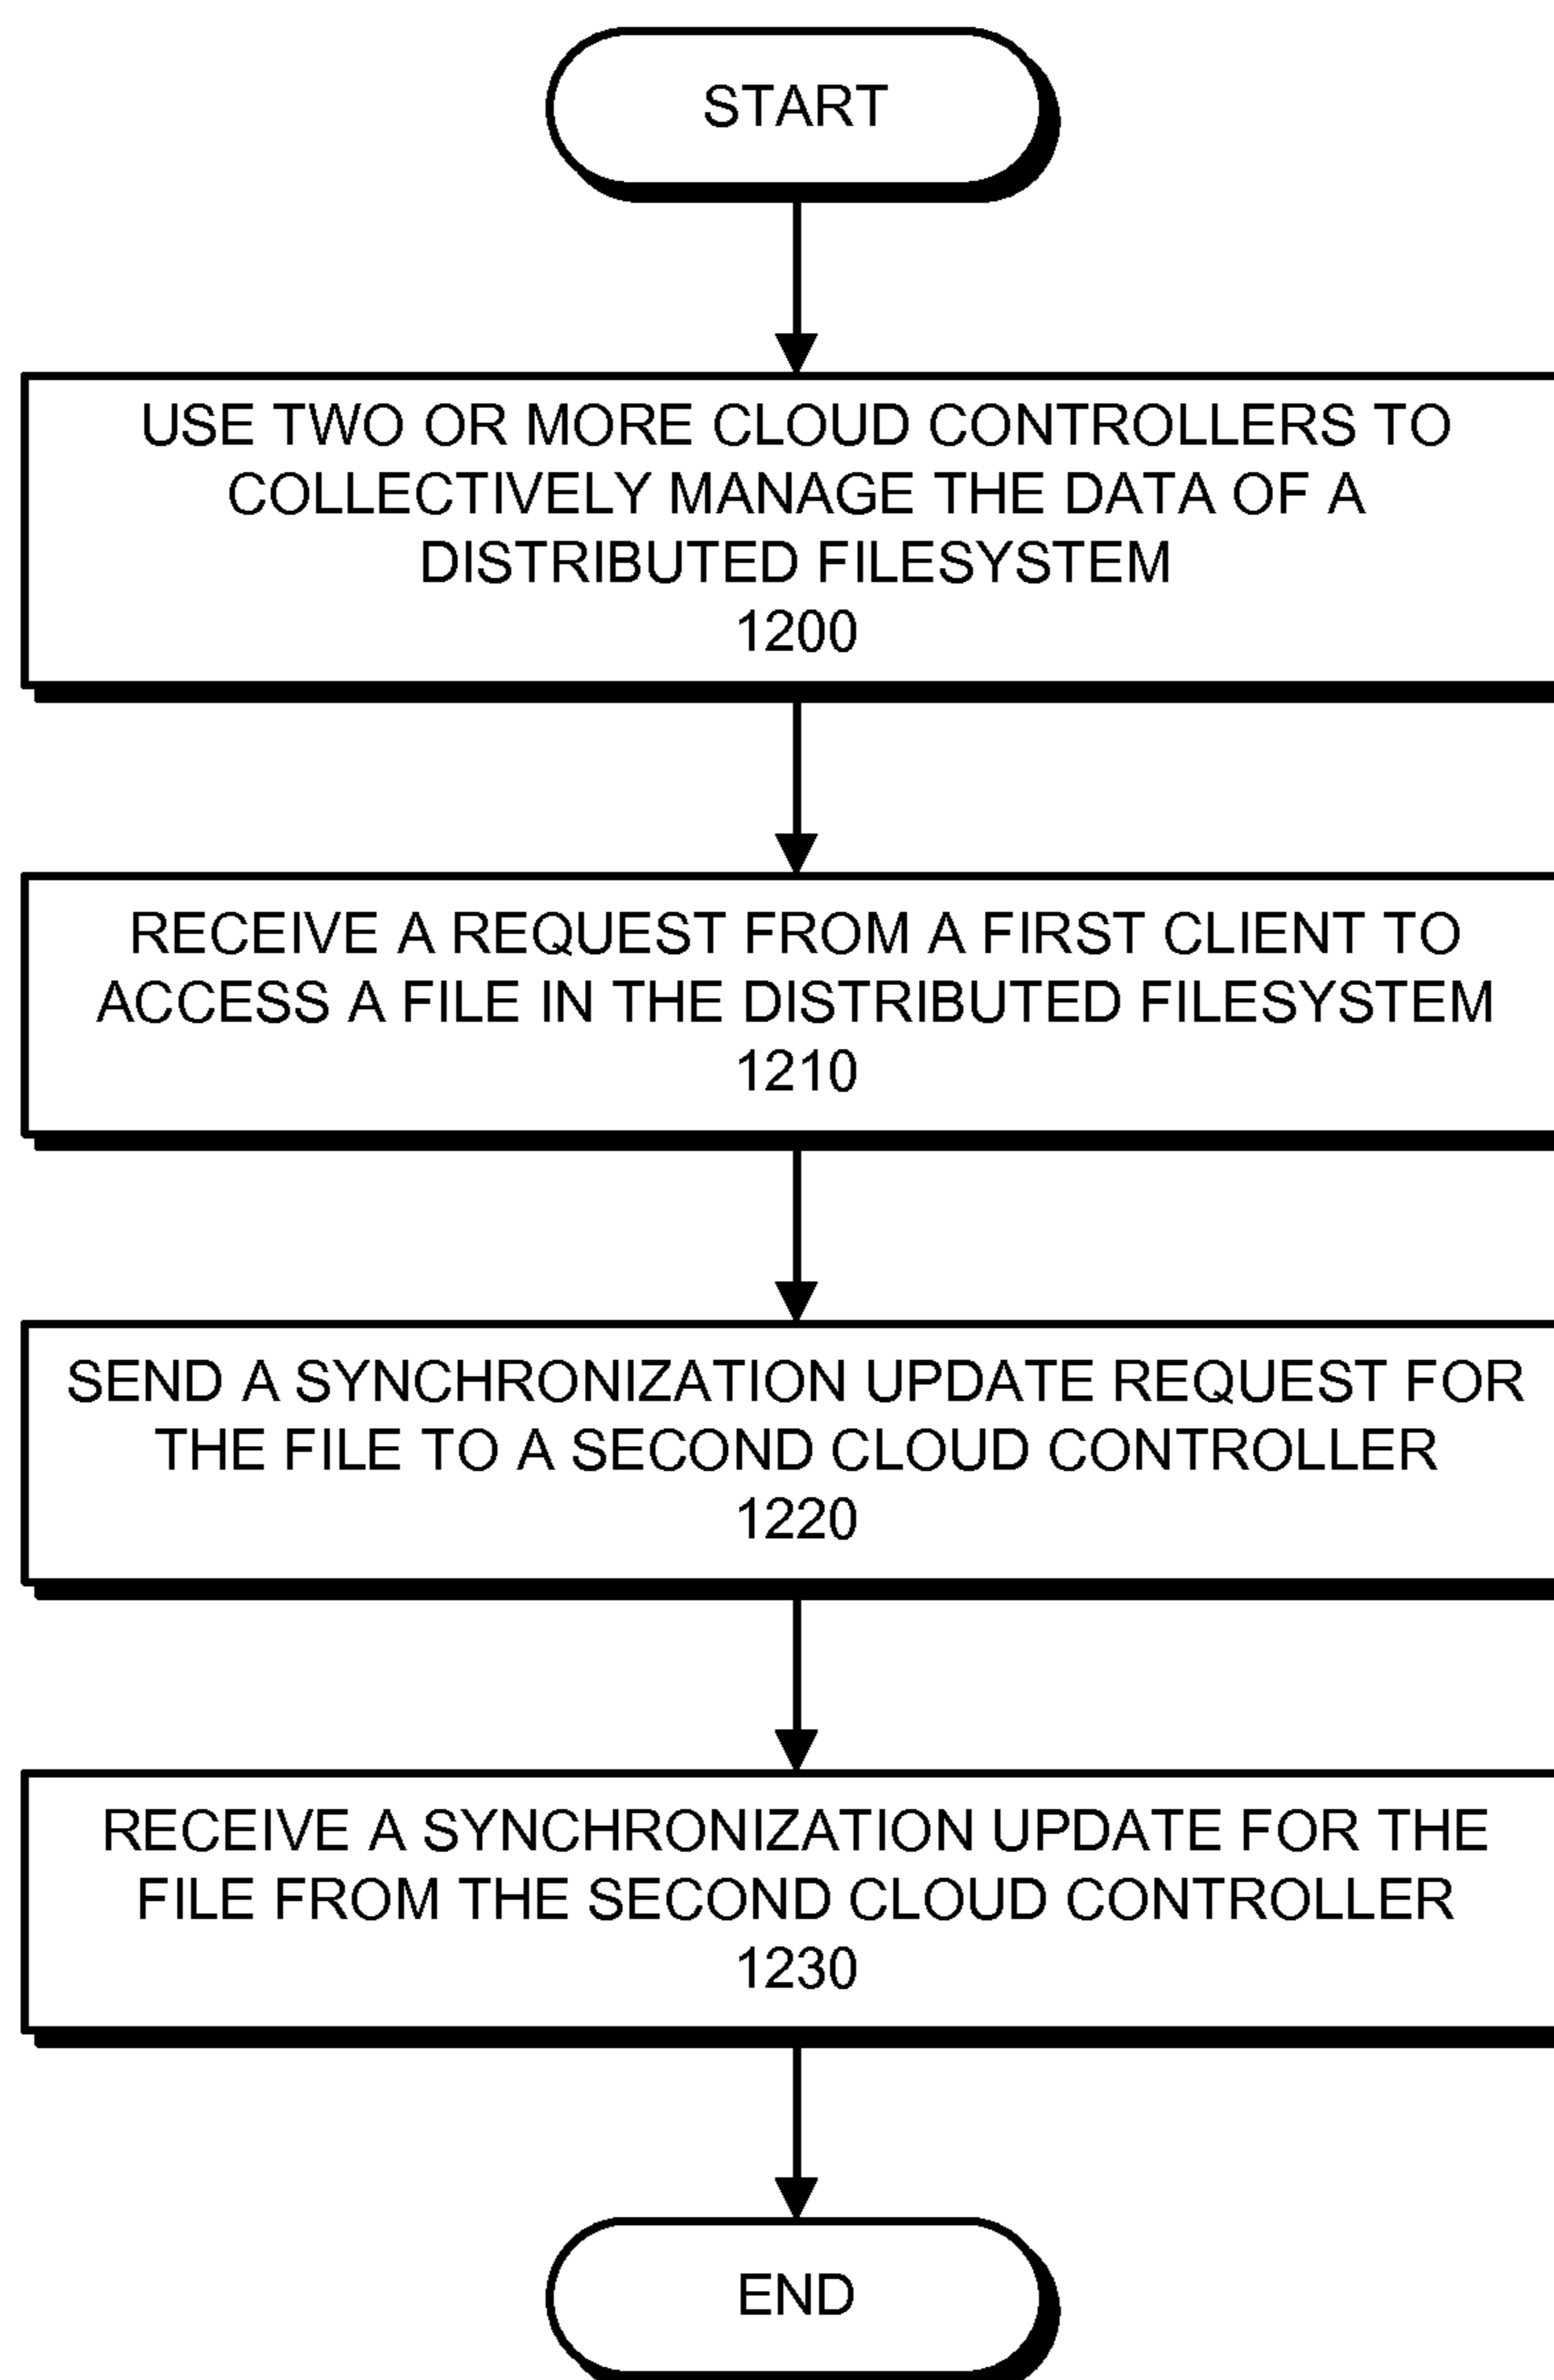 START
USE TWO OR MORE CLOUD CONTROLLERS TO
COLLECTIVELY MANAGE THE DATA OF A
DISTRIBUTED FILESYSTEM
1200
RECEIVE A REQUEST FROM A FIRST CLIENT TO
ACCESS A FILE IN THE DISTRIBUTED FILESYSTEM
1210
SEND A SYNCHRONIZATION UPDATE REQUEST FOR
THE FILE TO A SECOND CLOUD CONTROLLER
1220
RECEIVE A SYNCHRONIZATION UPDATE FOR THE
FILE FROM THE SECOND CLOUD CONTROLLER
1230
END